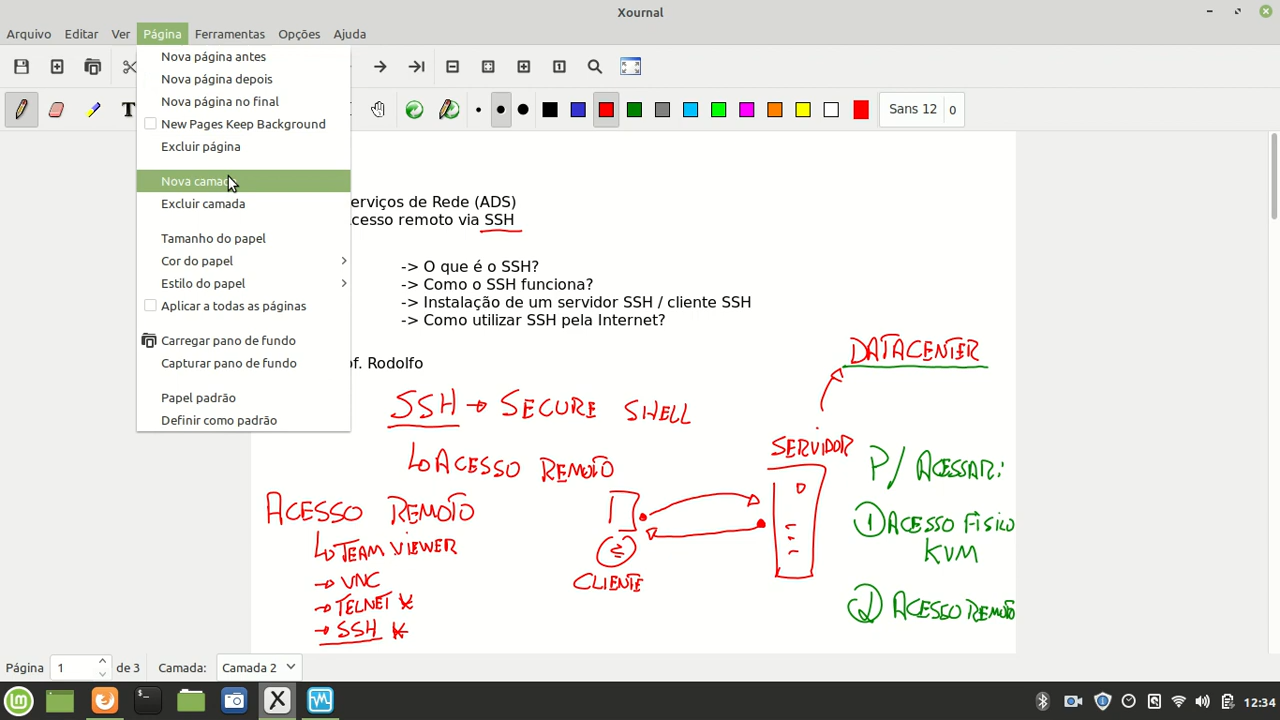 Xournal
Arquivo Editar Ver Página Ferramentas Opções Ajuda
Nova página antes
Nova página depois
Nova página no final
New Pages Keep Background
Excluir página
Nova camad
Excluir camada
Tamanho do papel
Cor do papel
Estilo do papel
Aplicar a todas as páginas
Carregar pano de fundo
Capturar pano de fundo
Papel padrão
Definir como padrão
T
Sans 12 0
erviços de Rede (ADS)
cesso remoto via SSH
-> O que é o SSH?
-> Como o SSH funciona?
-> Instalação de um servidor SSH / cliente SSH
-> Como utilizar SSH pela Internet?
of. Rodolfo
DATACENTER
SSH → SECURE SHELL
↳ ACESSO REMOTO
SERVIDOR
P/ ACESSAR:
① ACESSO FÍSICO
KVM
② ACESSO REMOTO
ACESSO REMOTO
↳ TEAM VIEWER
→ VNC
→ TELNET *
→ SSH *
CLIENTE
Página 1 de 3 Camada: Camada 2
12:34